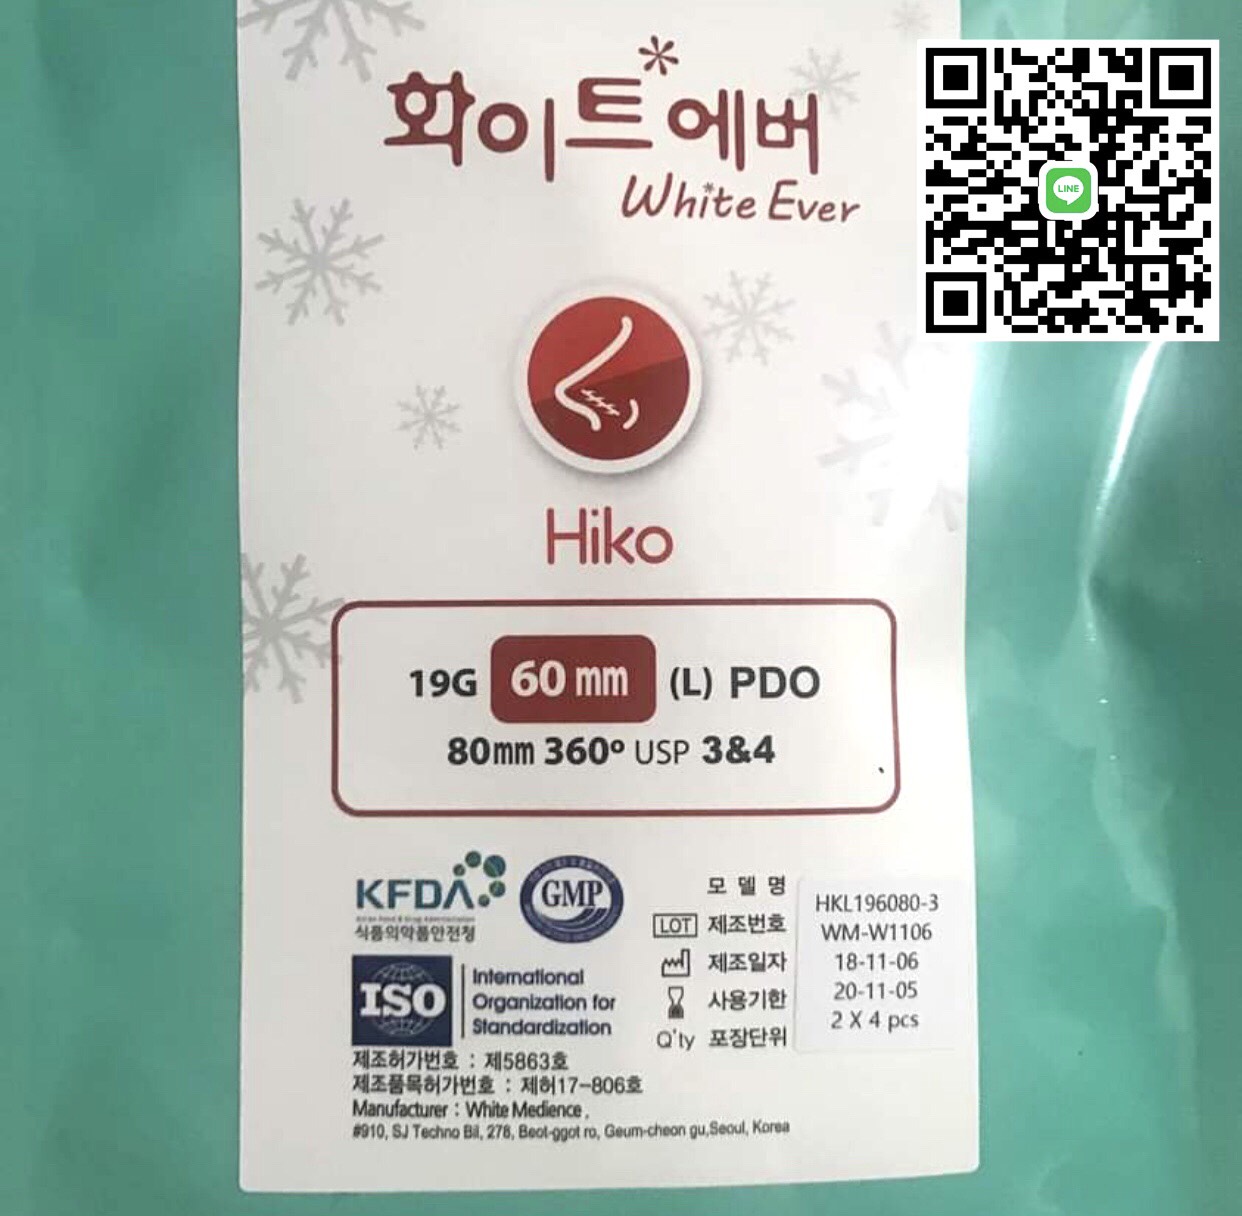 화이트에버
White Ever
LINE
Hiko
19G 60 mm (L) PDO
80mm 360º USP 3&4
KFDA
식품의약품안전청
GMP
ISO
International
Organization for
Standardization
모 델 명 HKL196080-3
LOT 제조번호 WM-W1106
제조일자 18-11-06
사용기한 20-11-05
Q'ty 포장단위 2 X 4 pcs
제조허가번호 : 제5863호
제조품목허가번호 : 제허17-806호
Manufacturer : White Medience,
#910, SJ Techno Bil, 278, Beot-ggot ro, Geum-cheon gu,Seoul, Korea